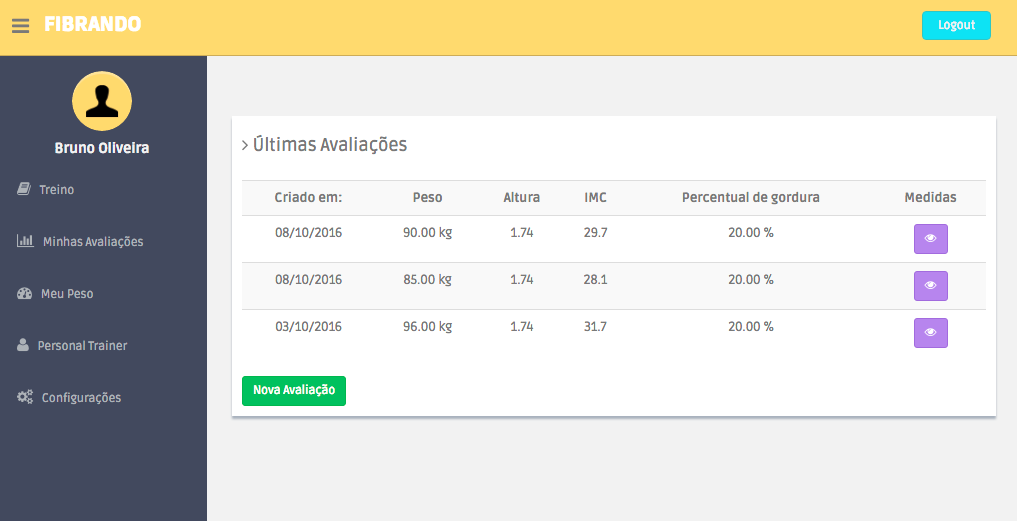 FIBRANDO
Logout
Bruno Oliveira
Treino
Minhas Avaliações
Meu Peso
Personal Trainer
Configurações
Últimas Avaliações
Criado em: Peso Altura IMC Percentual de gordura Medidas
08/10/2016 90.00 kg 1.74 29.7 20.00 %
08/10/2016 85.00 kg 1.74 28.1 20.00 %
03/10/2016 96.00 kg 1.74 31.7 20.00 %
Nova Avaliação